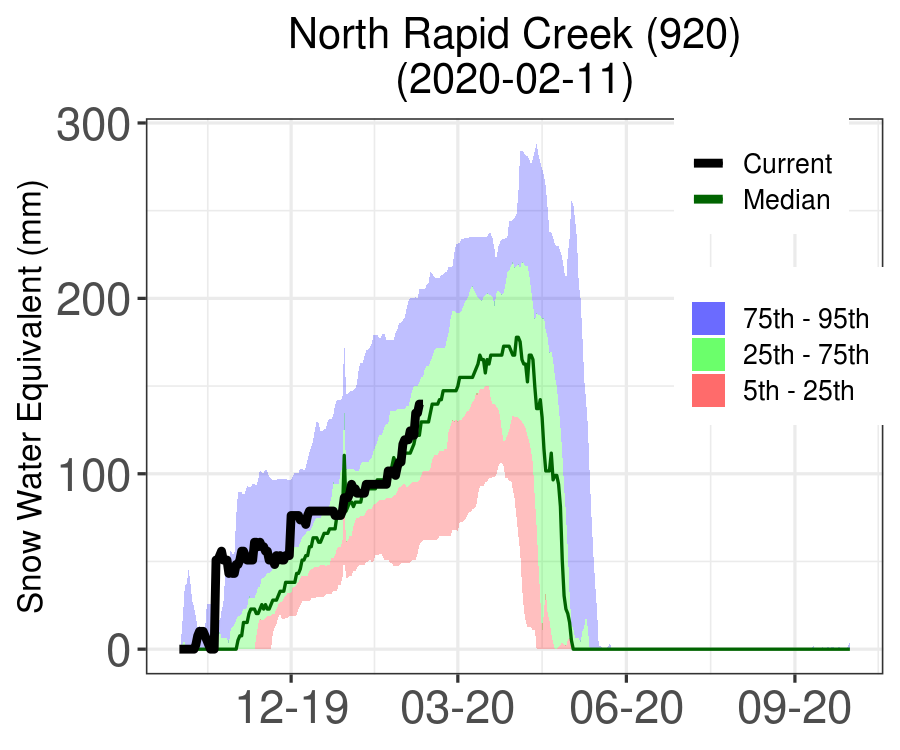 North Rapid Creek (920)
(2020-02-11)
Snow Water Equivalent (mm)
300
200
100
0
12-19
03-20
06-20
09-20
Current
Median
75th - 95th
25th - 75th
5th - 25th